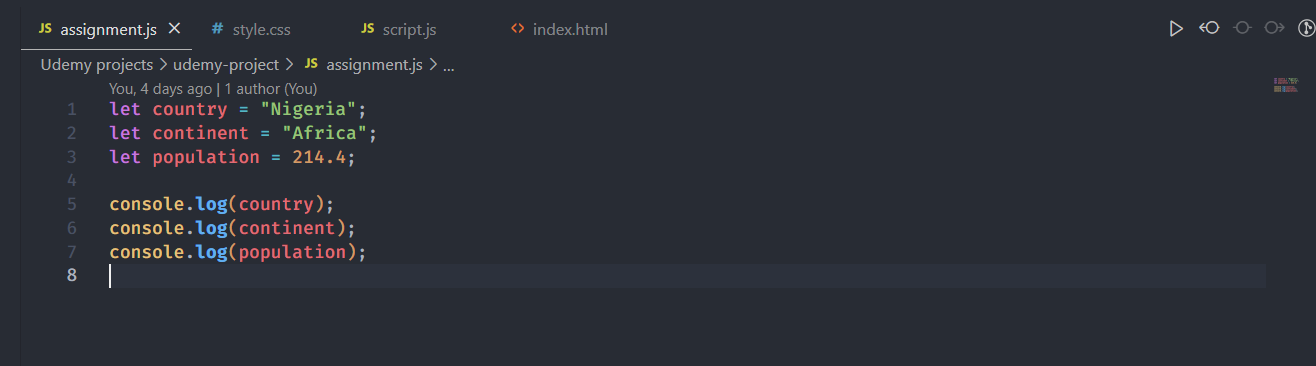 JS assignment.js × # style.css JS script.js <> index.html
Udemy projects > udemy-project > JS assignment.js > ...
You, 4 days ago | 1 author (You)
1 let country = "Nigeria";
2 let continent = "Africa";
3 let population = 214.4;
4
5 console.log(country);
6 console.log(continent);
7 console.log(population);
8